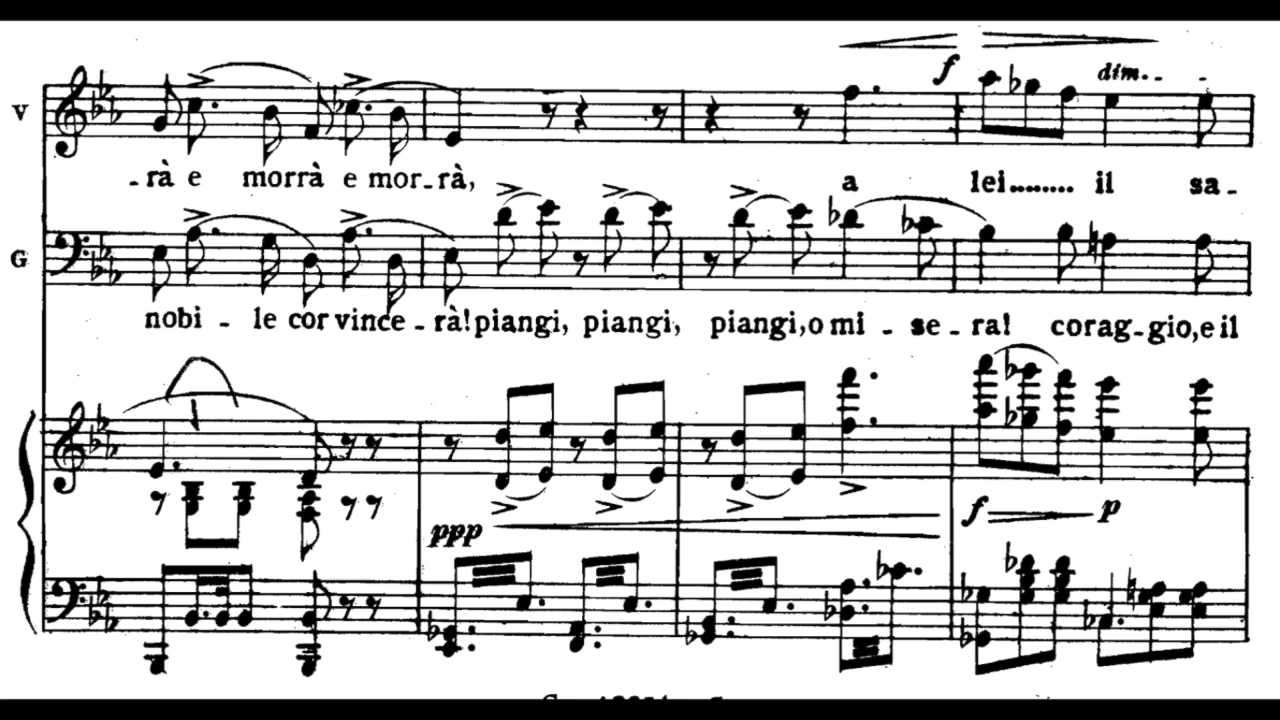 f
dim. . -
V
- rà e morrà e mor - rà, a lei........ il sa -
G
nobi - le cor vince - rà! piangi, piangi, piangi, o mi - se - ra! corag - gio, e il
ppp f p